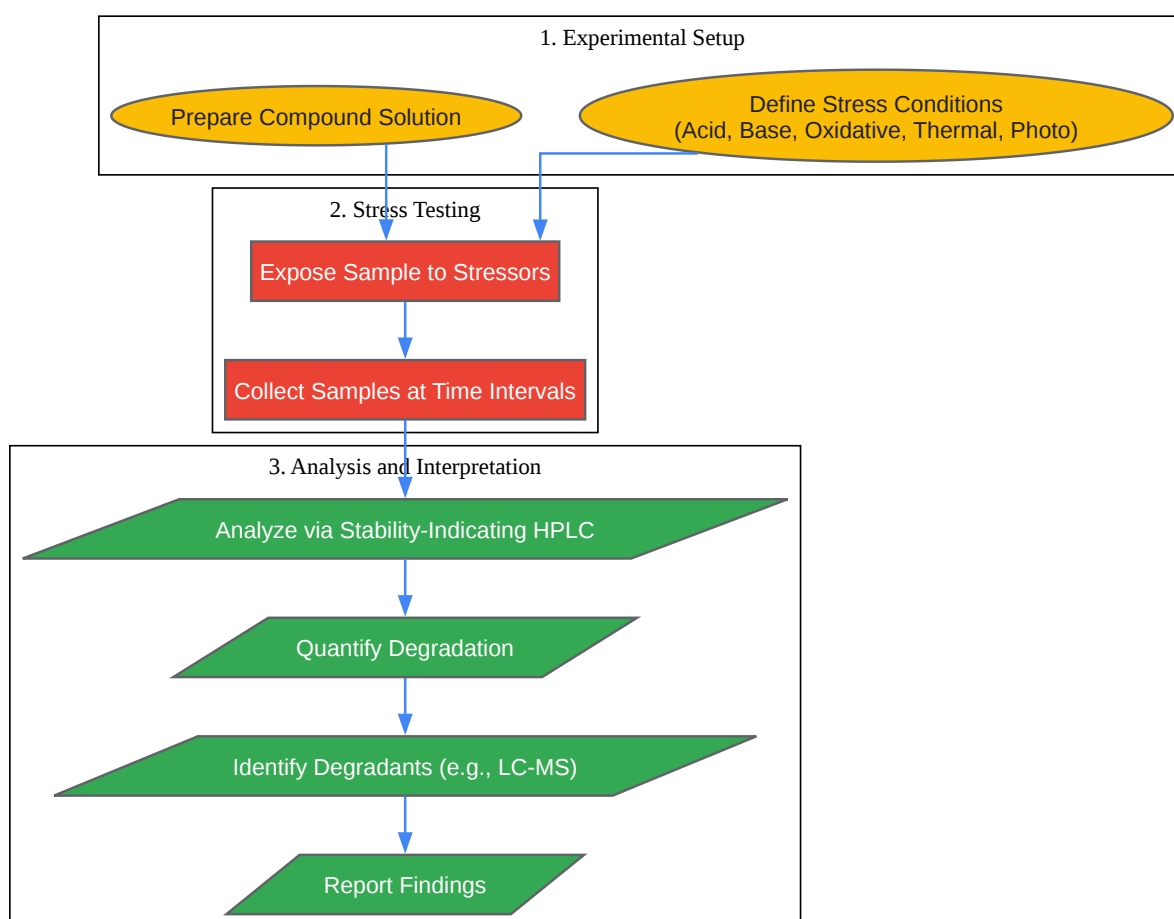 1. Experimental Setup
Prepare Compound Solution
Define Stress Conditions
(Acid, Base, Oxidative, Thermal, Photo)
2. Stress Testing
Expose Sample to Stressors
Collect Samples at Time Intervals
3. Analysis and Interpretation
Analyze via Stability-Indicating HPLC
Quantify Degradation
Identify Degradants (e.g., LC-MS)
Report Findings